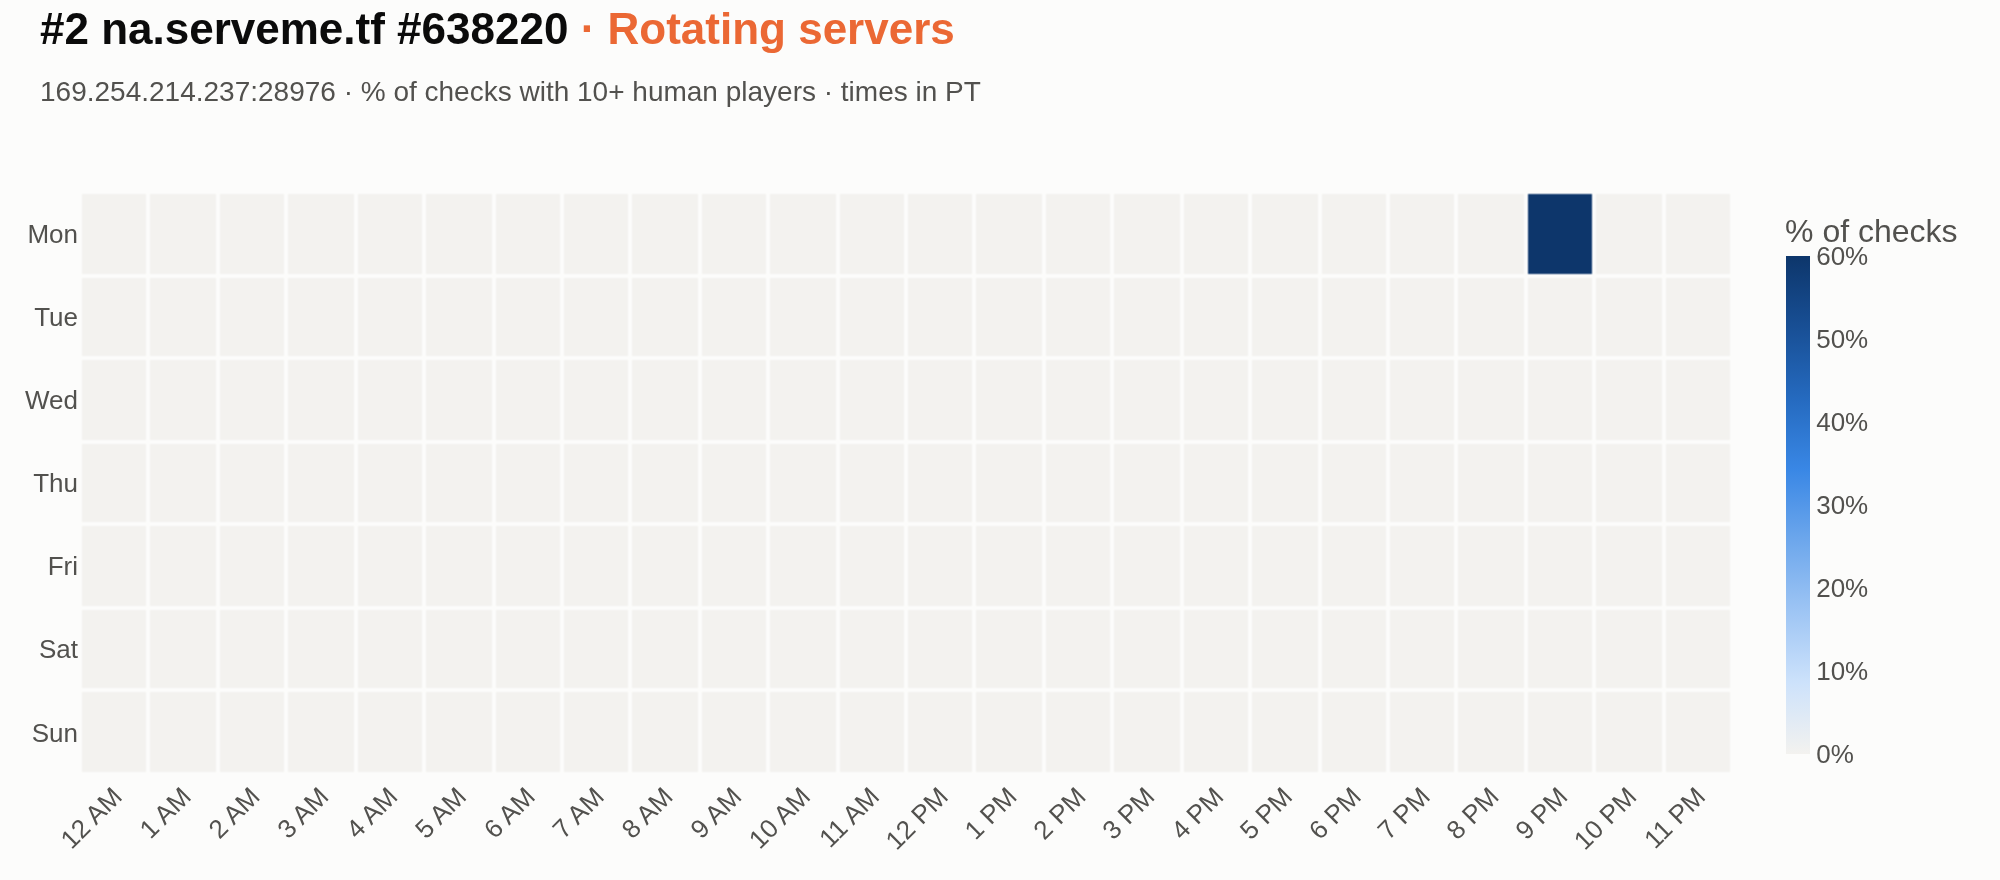 #2 na.serveme.tf #638220 · Rotating servers
169.254.214.237:28976 · % of checks with 10+ human players · times in PT
% of checks
60%
50%
40%
30%
20%
10%
0%
Mon
Tue
Wed
Thu
Fri
Sat
Sun
12 AM
1 AM
2 AM
3 AM
4 AM
5 AM
6 AM
7 AM
8 AM
9 AM
10 AM
11 AM
12 PM
1 PM
2 PM
3 PM
4 PM
5 PM
6 PM
7 PM
8 PM
9 PM
10 PM
11 PM